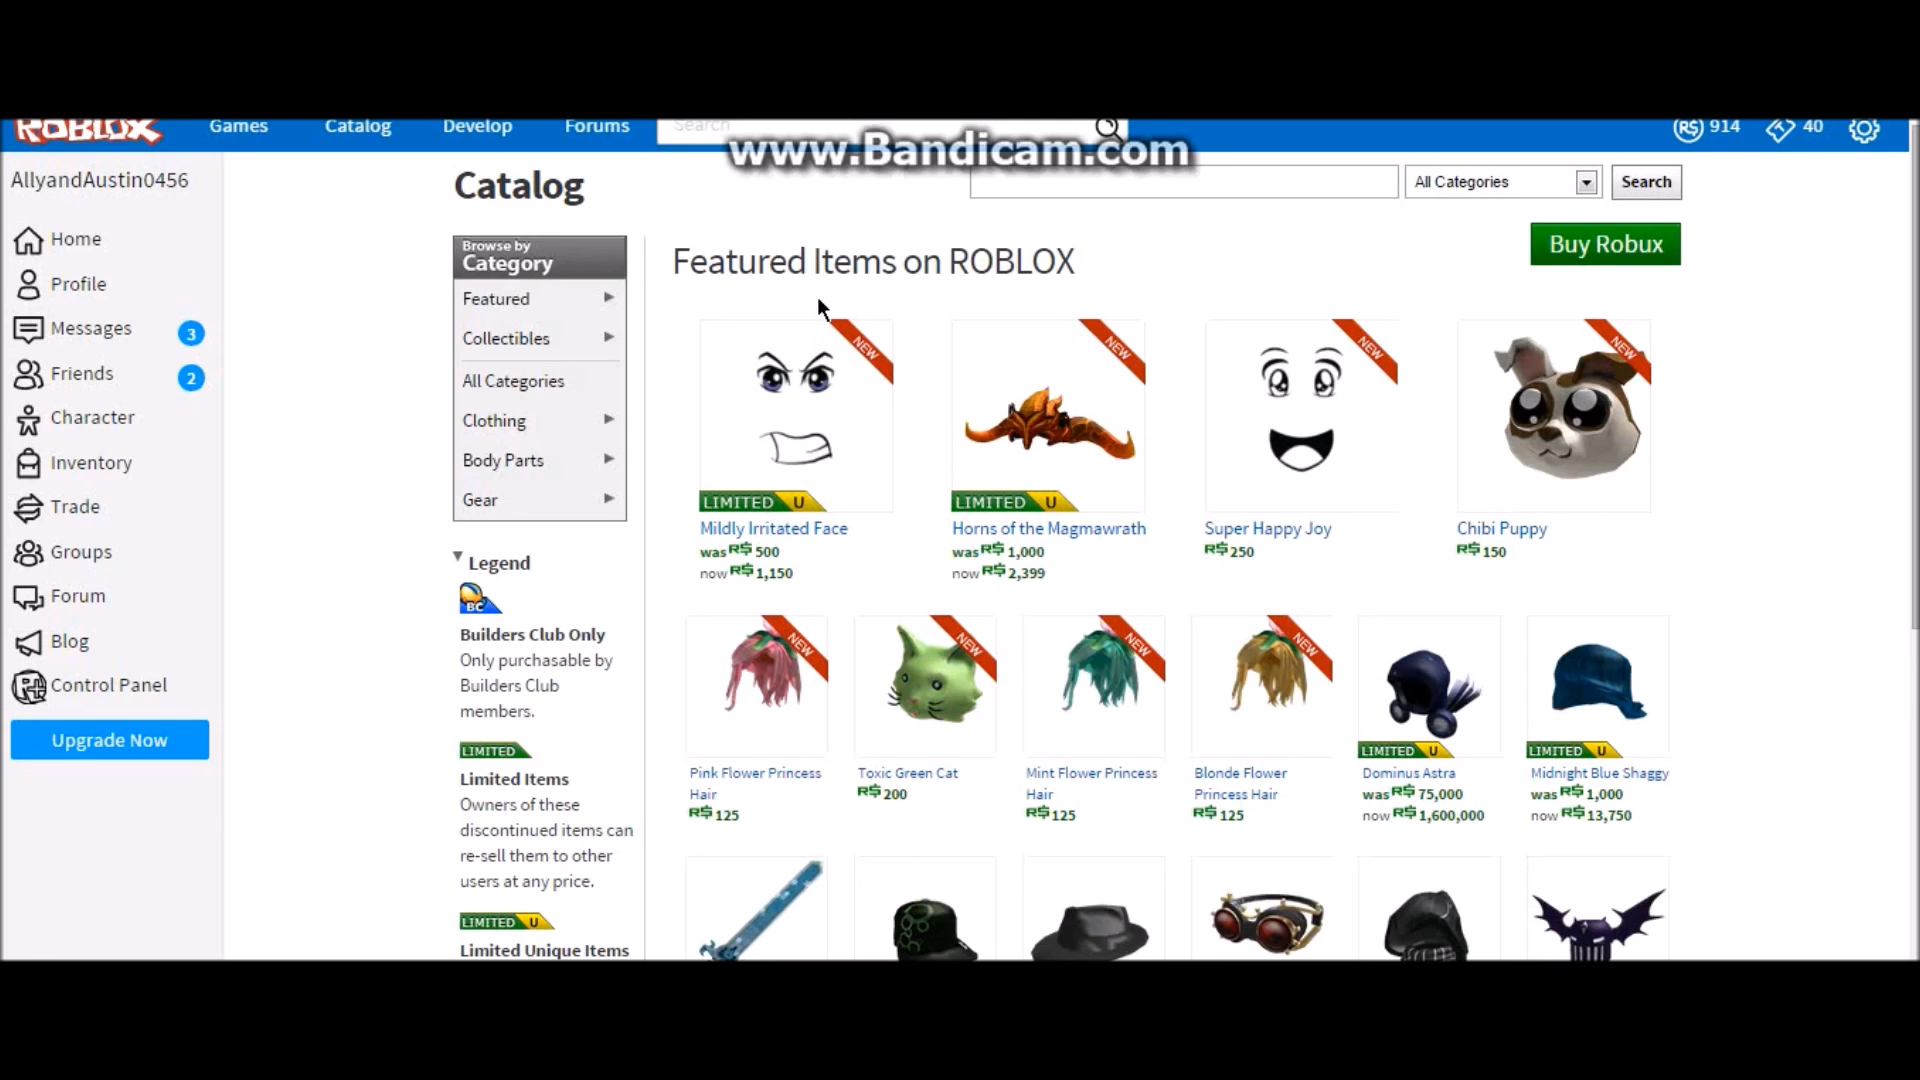 ROBLOX Games Catalog Develop Forums Search R$ 914 40
www.Bandicam.com
AllyandAustin0456
Home
Profile
Messages 3
Friends 2
Character
Inventory
Trade
Groups
Forum
Blog
Control Panel
Upgrade Now
Catalog
All Categories Search
Buy Robux
Browse by
Category
Featured
Collectibles
All Categories
Clothing
Body Parts
Gear
Legend
BC
Builders Club Only
Only purchasable by
Builders Club
members.
LIMITED
Limited Items
Owners of these
discontinued items can
re-sell them to other
users at any price.
LIMITED U
Limited Unique Items
Featured Items on ROBLOX
NEW
LIMITED U
Mildly Irritated Face
was R$ 500
now R$ 1,150
NEW
LIMITED U
Horns of the Magmawrath
was R$ 1,000
now R$ 2,399
NEW
Super Happy Joy
R$ 250
NEW
Chibi Puppy
R$ 150
NEW
Pink Flower Princess
Hair
R$ 125
NEW
Toxic Green Cat
R$ 200
NEW
Mint Flower Princess
Hair
R$ 125
NEW
Blonde Flower
Princess Hair
R$ 125
LIMITED U
Dominus Astra
was R$ 75,000
now R$ 1,600,000
LIMITED U
Midnight Blue Shaggy
was R$ 1,000
now R$ 13,750